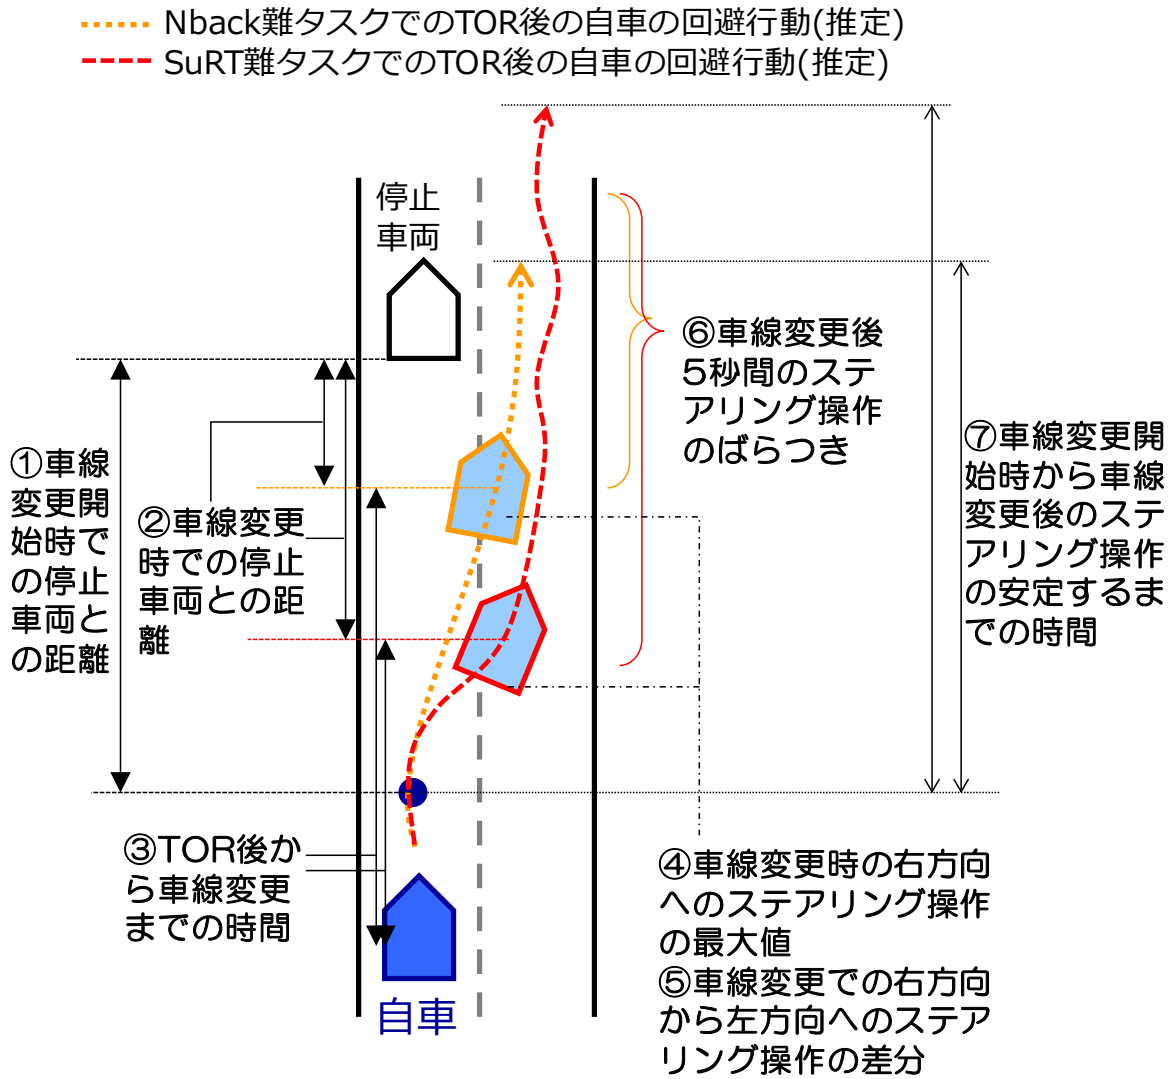 Nback難タスクでのTOR後の自車の回避行動(推定)
SuRT難タスクでのTOR後の自車の回避行動(推定)
停止
車両
⑥車線変更後
5秒間のステ
アリング操作
のばらつき
⑦車線変更開
始時から車線
変更後のステ
アリング操作
の安定するま
での時間
①車線
変更開
始時で
の停止
車両と
の距離
②車線変更
時での停止
車両との距
離
③TOR後か
ら車線変更
までの時間
自車
④車線変更時の右方向
へのステアリング操作
の最大値
⑤車線変更での右方向
から左方向へのステア
リング操作の差分